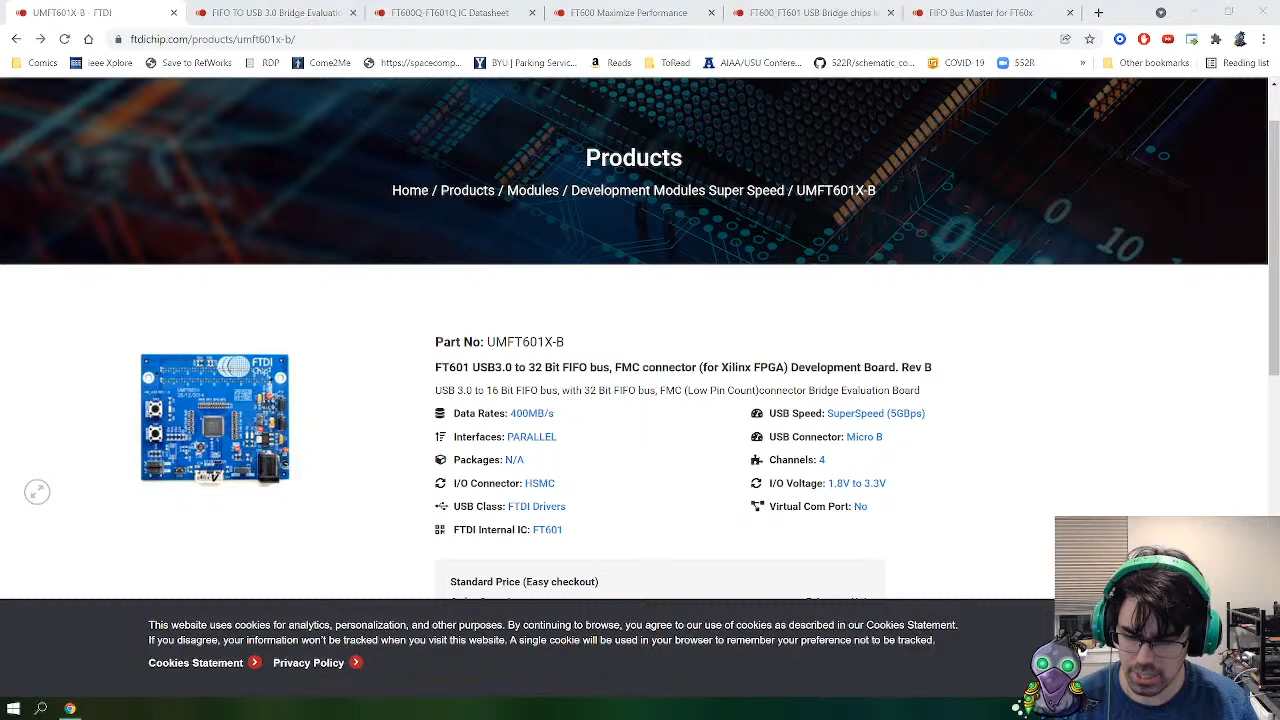 UMFT601X-B - FTDI
FIFO TO USB 3.0 Bridge Evaluatio
FT600Q-FT601Q IC Datasheet
FT600 Maximize Performance
FT600_FT601 USB Bridge chips i
FIFO Bus Master for FT60x
ftdichip.com/products/umft601x-b/
Comics
Ieee Xplore
Save to RefWorks
RDP
Come2Me
https://spacecomp...
BYU | Parking Servic...
Reads
ToRead
AIAA/USU Confere...
522R/schematic_co...
COVID-19
552R
»
Other bookmarks
Reading list
Products
Home / Products / Modules / Development Modules Super Speed / UMFT601X-B
FTDI
Chip
Part No: UMFT601X-B
FT601 USB3.0 to 32 Bit FIFO bus, FMC connector (for Xilinx FPGA) Development Board. Rev B
USB 3.0 to 16 Bit FIFO bus, with 32 Bit FIFO bus, FMC (Low Pin Count)connector Bridge Evaluation Board
Data Rates: 400MB/s
USB Speed: SuperSpeed (5GBps)
Interfaces: PARALLEL
USB Connector: Micro B
Packages: N/A
Channels: 4
I/O Connector: HSMC
I/O Voltage: 1.8V to 3.3V
USB Class: FTDI Drivers
Virtual Com Port: No
FTDI Internal IC: FT601
Standard Price (Easy checkout)
This website uses cookies for analytics, personalization, and other purposes. By continuing to browse, you agree to our use of cookies as described in our Cookies Statement.
If you disagree, your information won't be tracked when you visit this website. A single cookie will be used in your browser to remember your preference not to be tracked.
Cookies Statement
Privacy Policy